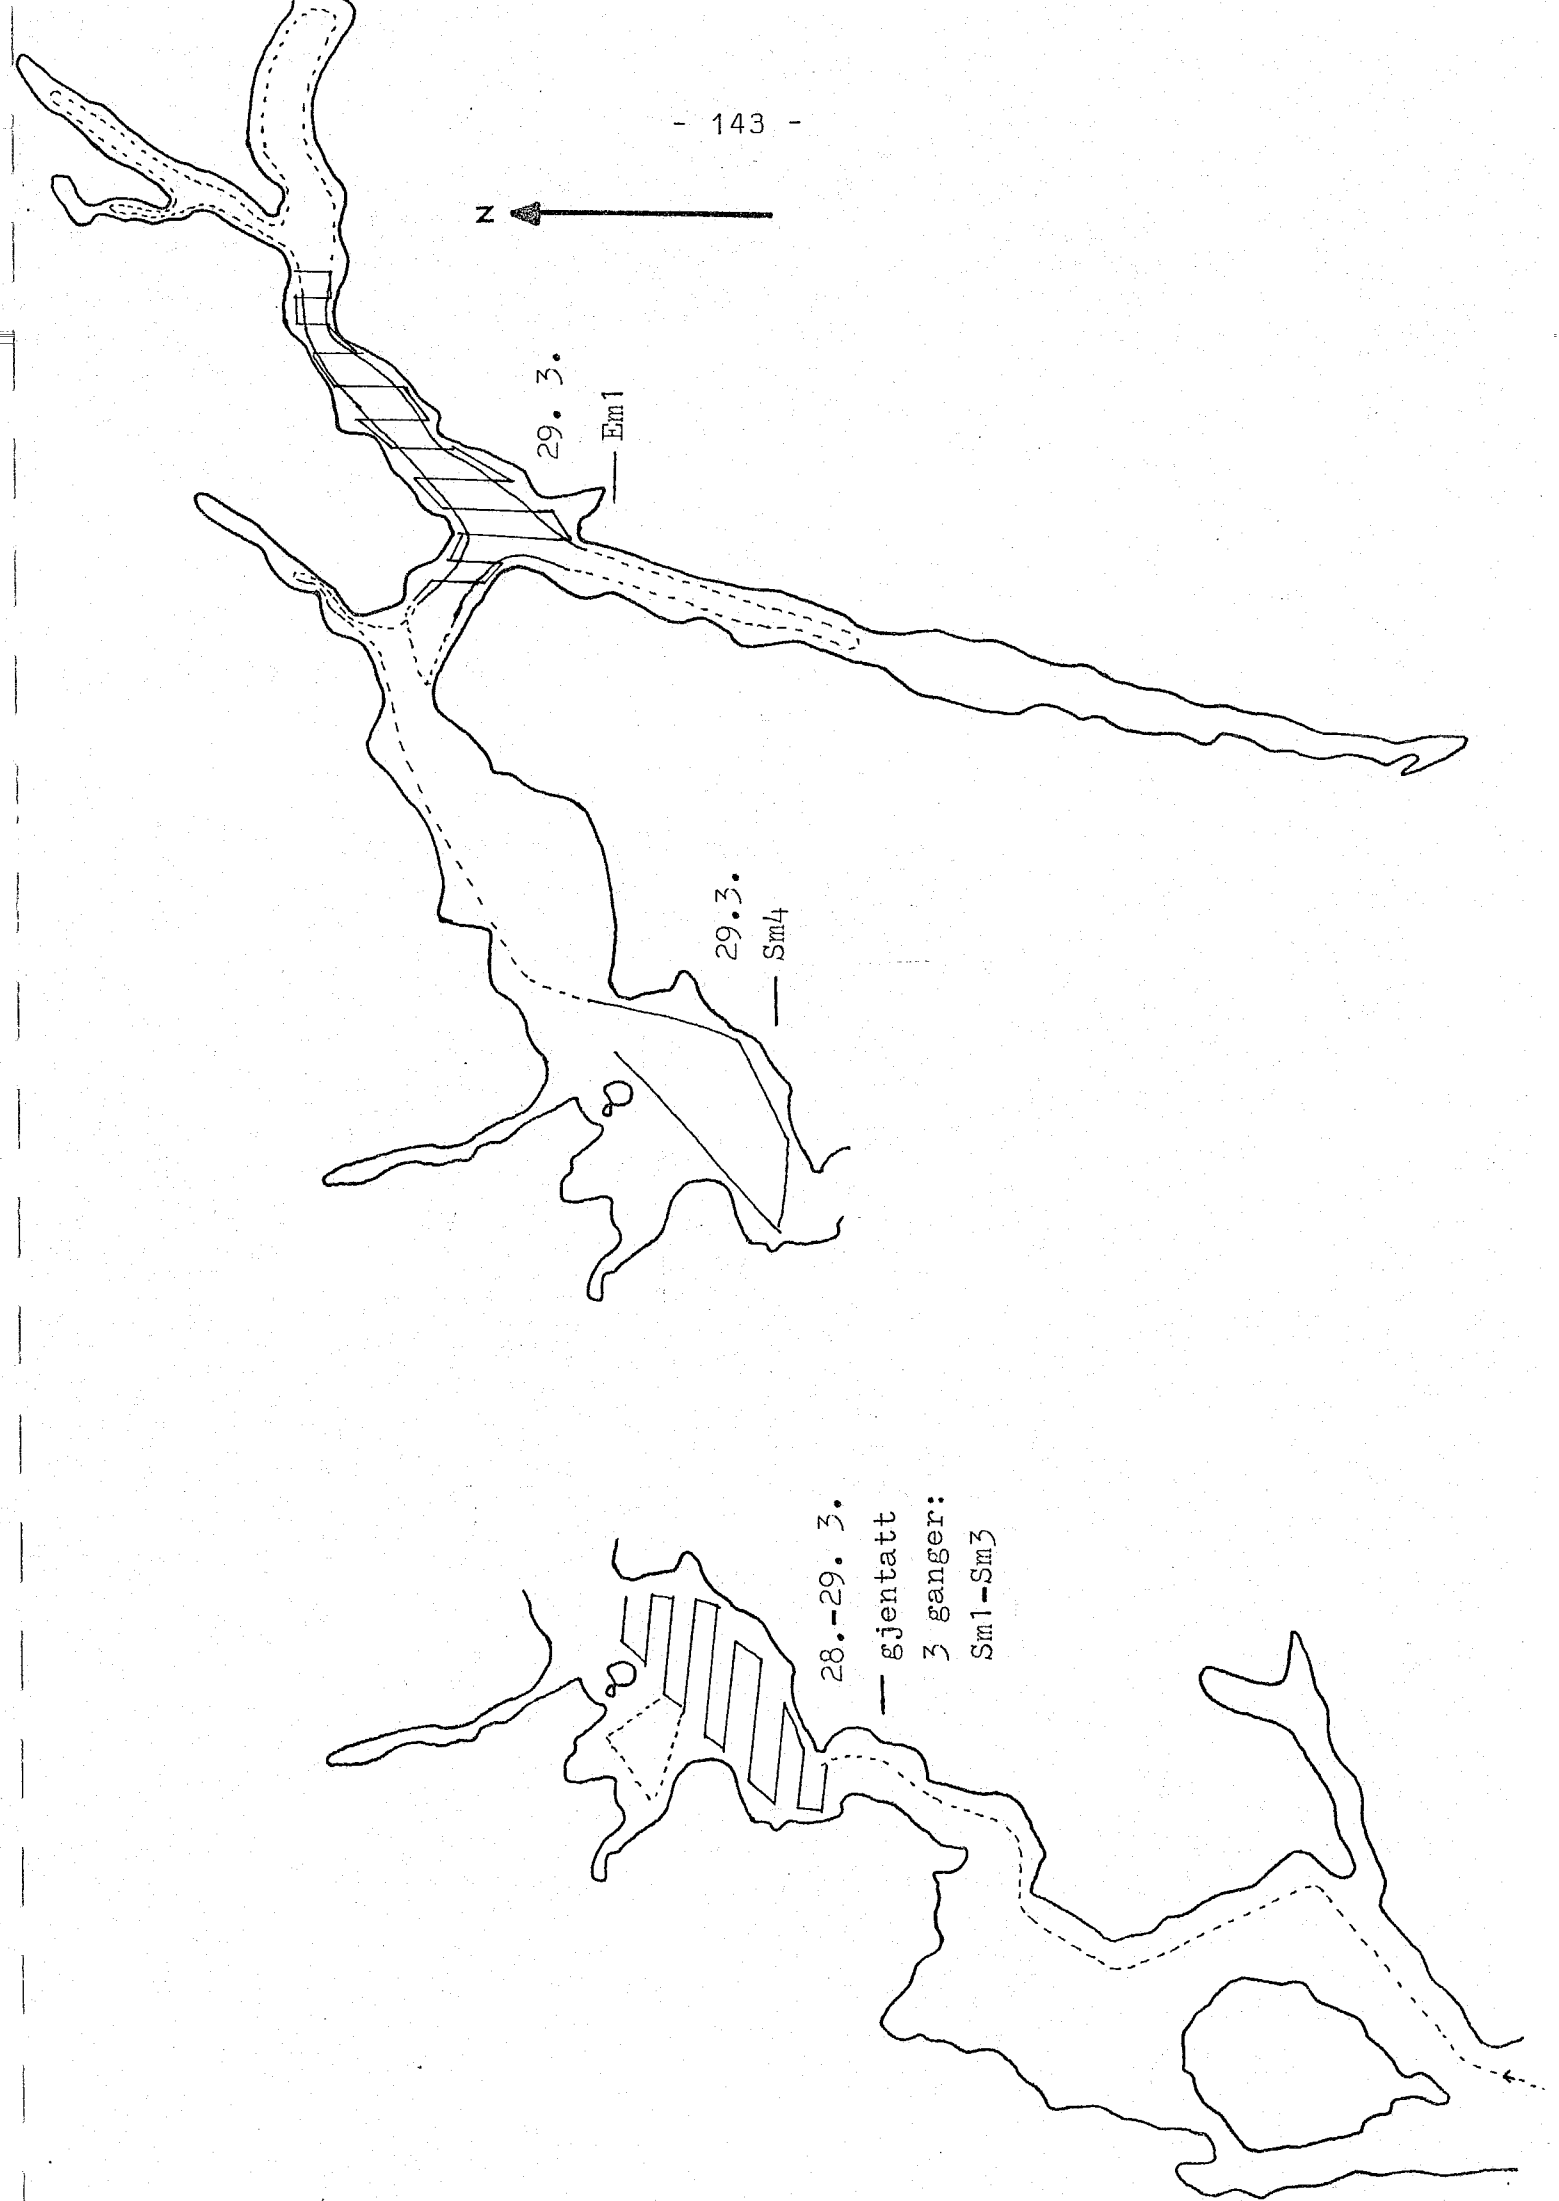 - 143 -
N
29. 3.
— Em1
29.3.
— Sm4
28.-29. 3.
— gjentatt
3 ganger:
Sm1-Sm3